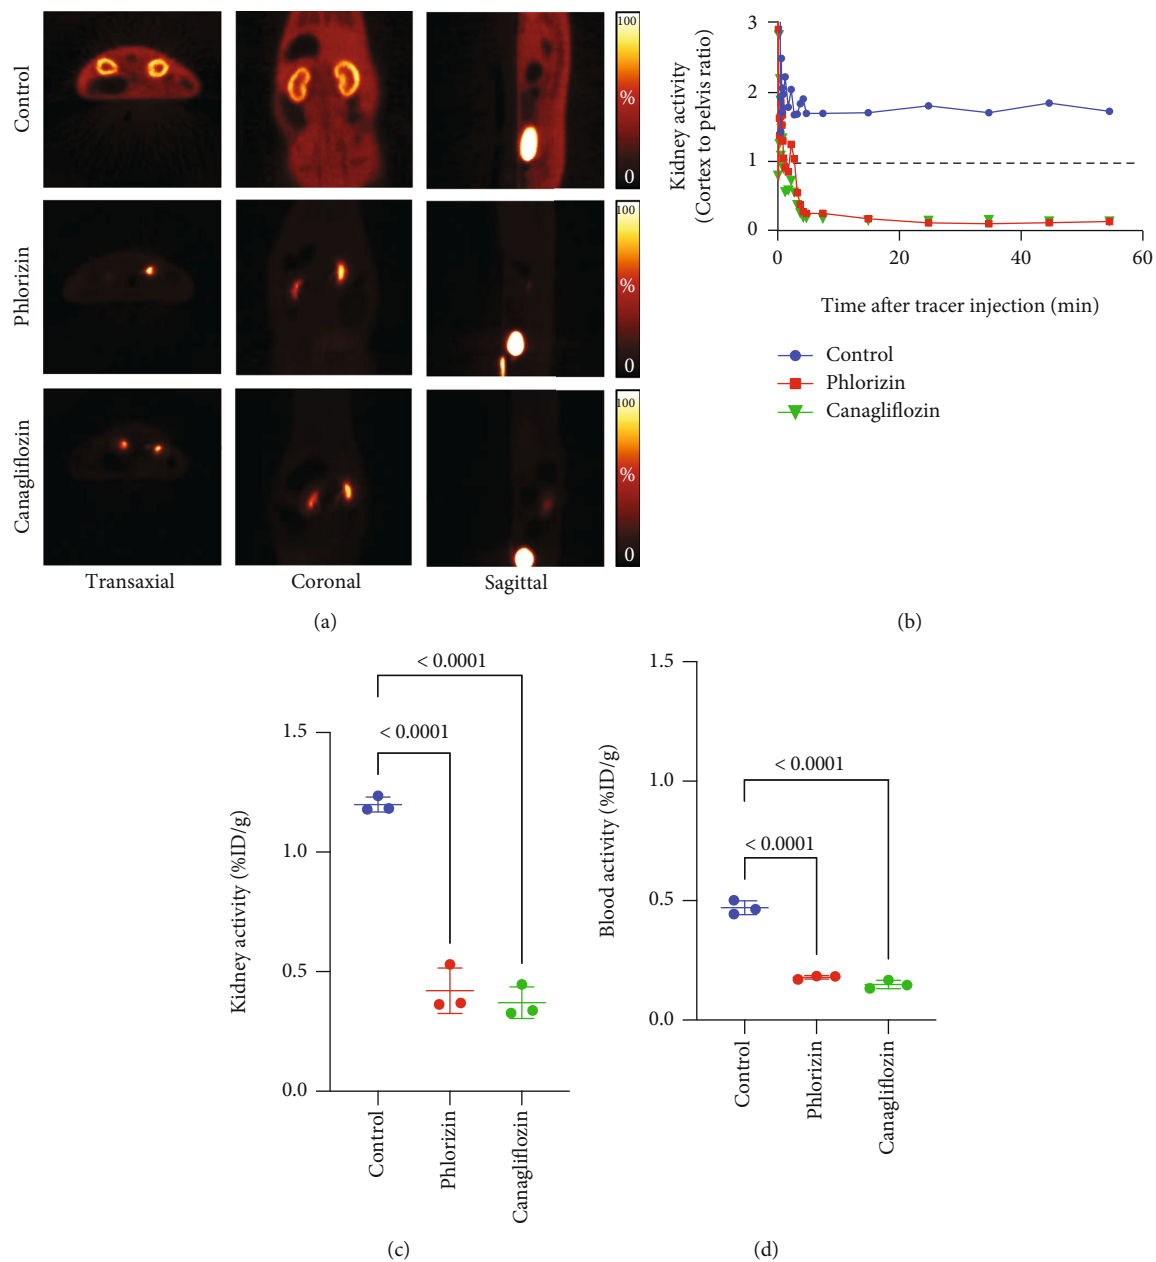 Control
Phlorizin
Canagliflozin
100
%
0
100
%
0
100
%
0
Transaxial
Coronal
Sagittal
(a)
Kidney activity
(Cortex to pelvis ratio)
3
2
1
0
0
20
40
60
Time after tracer injection (min)
Control
Phlorizin
Canagliflozin
(b)
Kidney activity (%ID/g)
1.5
1.0
0.5
0.0
< 0.0001
< 0.0001
Control
Phlorizin
Canagliflozin
(c)
Blood activity (%ID/g)
1.5
1.0
0.5
0.0
< 0.0001
< 0.0001
Control
Phlorizin
Canagliflozin
(d)